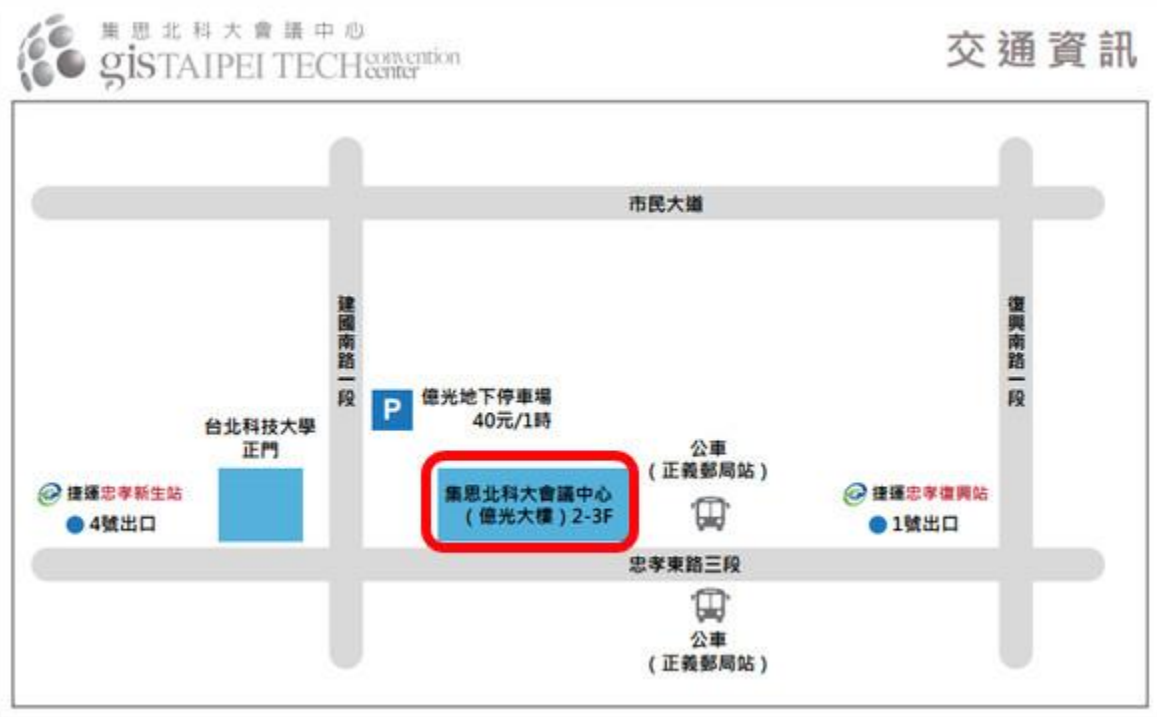 集思北科大會議中心
gisTAIPEI TECH convention center
交通資訊
市民大道
建國南路一段
復興南路一段
P
億光地下停車場
40元/1時
台北科技大學
正門
公車
（正義郵局站）
捷運忠孝新生站
4號出口
集思北科大會議中心
（億光大樓）2-3F
捷運忠孝復興站
1號出口
忠孝東路三段
公車
（正義郵局站）